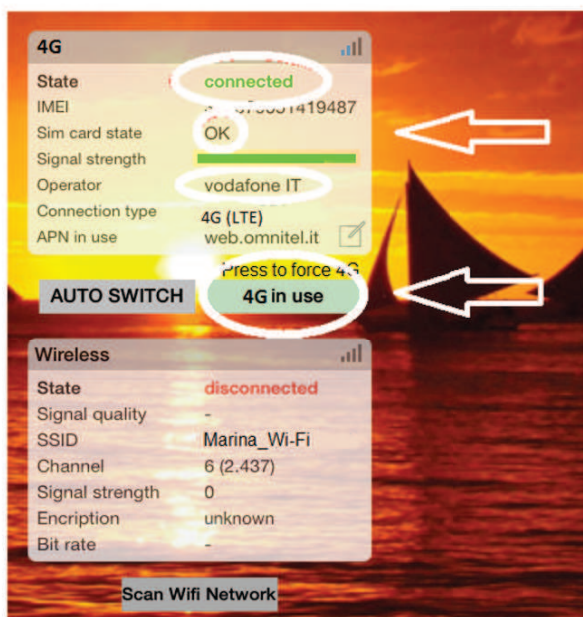 4G
State connected
IMEI
Sim card state OK
Signal strength
Operator vodafone IT
Connection type 4G (LTE)
APN in use web.omnitel.it
Press to force 4G
AUTO SWITCH 4G in use
Wireless
State disconnected
Signal quality -
SSID Marina_Wi-Fi
Channel 6 (2.437)
Signal strength 0
Encription unknown
Bit rate -
Scan Wifi Network